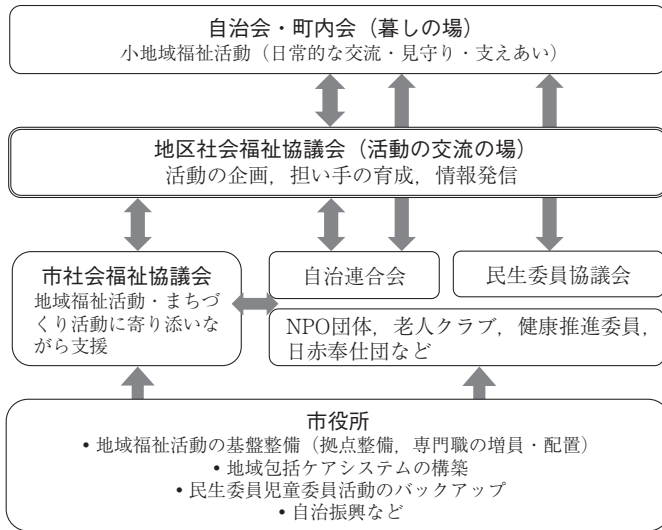 自治会・町内会（暮しの場）
小地域福祉活動（日常的な交流・見守り・支えあい）
地区社会福祉協議会（活動の交流の場）
活動の企画，担い手の育成，情報発信
市社会福祉協議会
地域福祉活動・まちづ
くり活動に寄り添いな
がら支援
自治連合会
民生委員協議会
NPO団体，老人クラブ，健康推進委員，
日赤奉仕団など
市役所
• 地域福祉活動の基盤整備（拠点整備，専門職の増員・配置）
• 地域包括ケアシステムの構築
• 民生委員児童委員活動のバックアップ
• 自治振興など